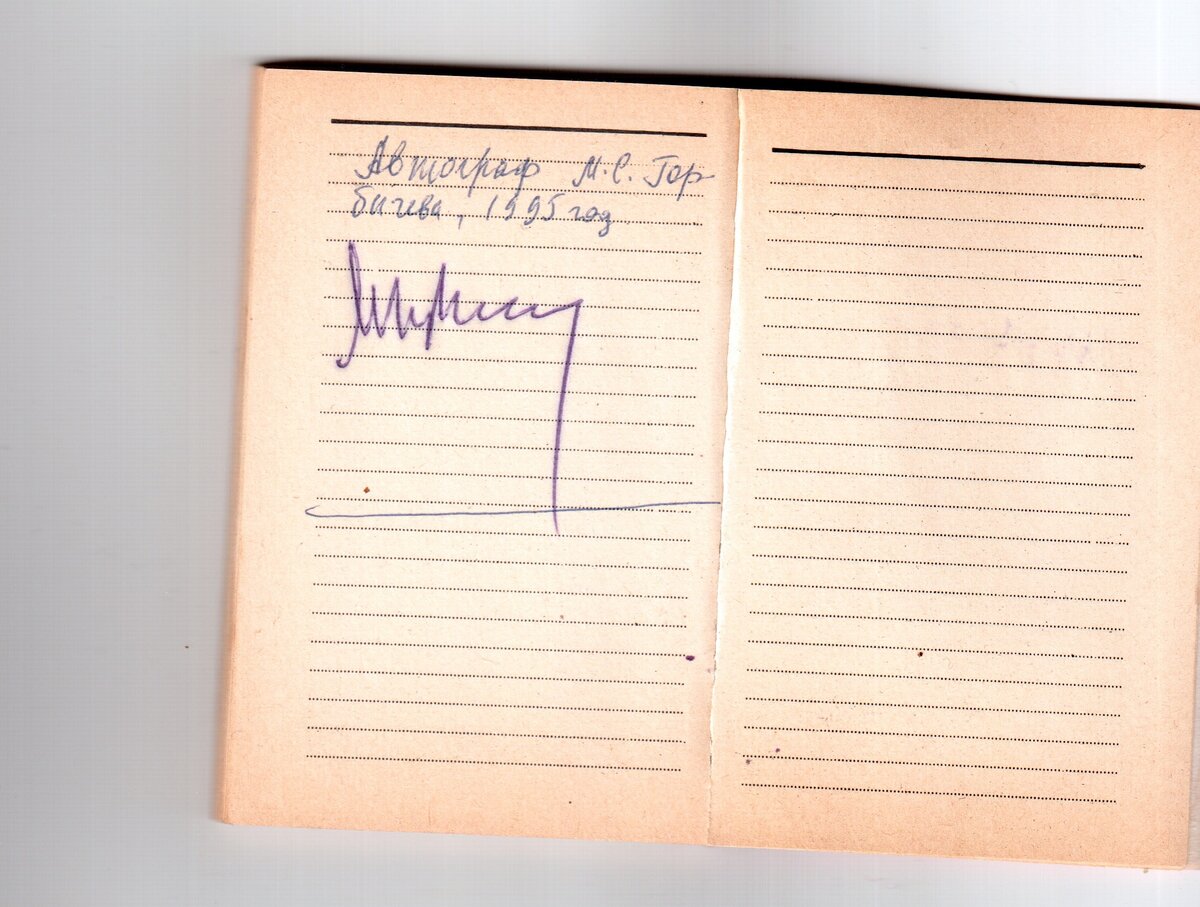 Автограф М.С. Гор
бачева, 1995 год